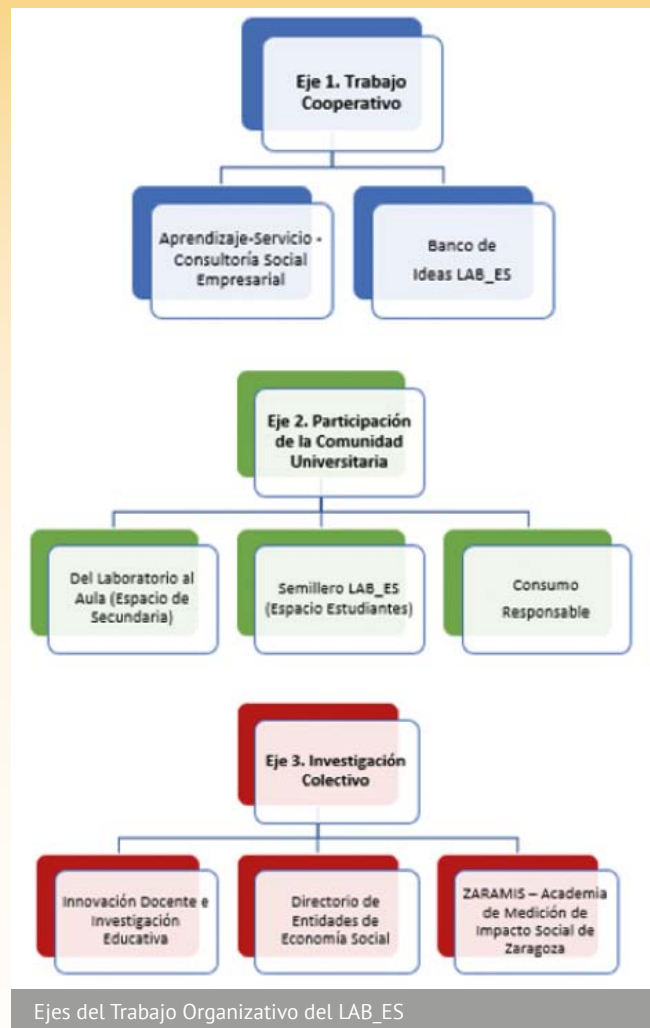 Eje 1. Trabajo
Cooperativo
Aprendizaje-Servicio -
Consultoría Social
Empresarial
Banco de
Ideas LAB_ES
Eje 2. Participación
de la Comunidad
Universitaria
Del Laboratorio al
Aula (Espacio de
Secundaria)
Semillero LAB_ES
(Espacio Estudiantes)
Consumo
Responsable
Eje 3. Investigación
Colectivo
Innovación Docente e
Investigación
Educativa
Directorio de
Entidades de
Economía Social
ZARAMIS – Academia
de Medición de
Impacto Social de
Zaragoza
Ejes del Trabajo Organizativo del LAB_ES